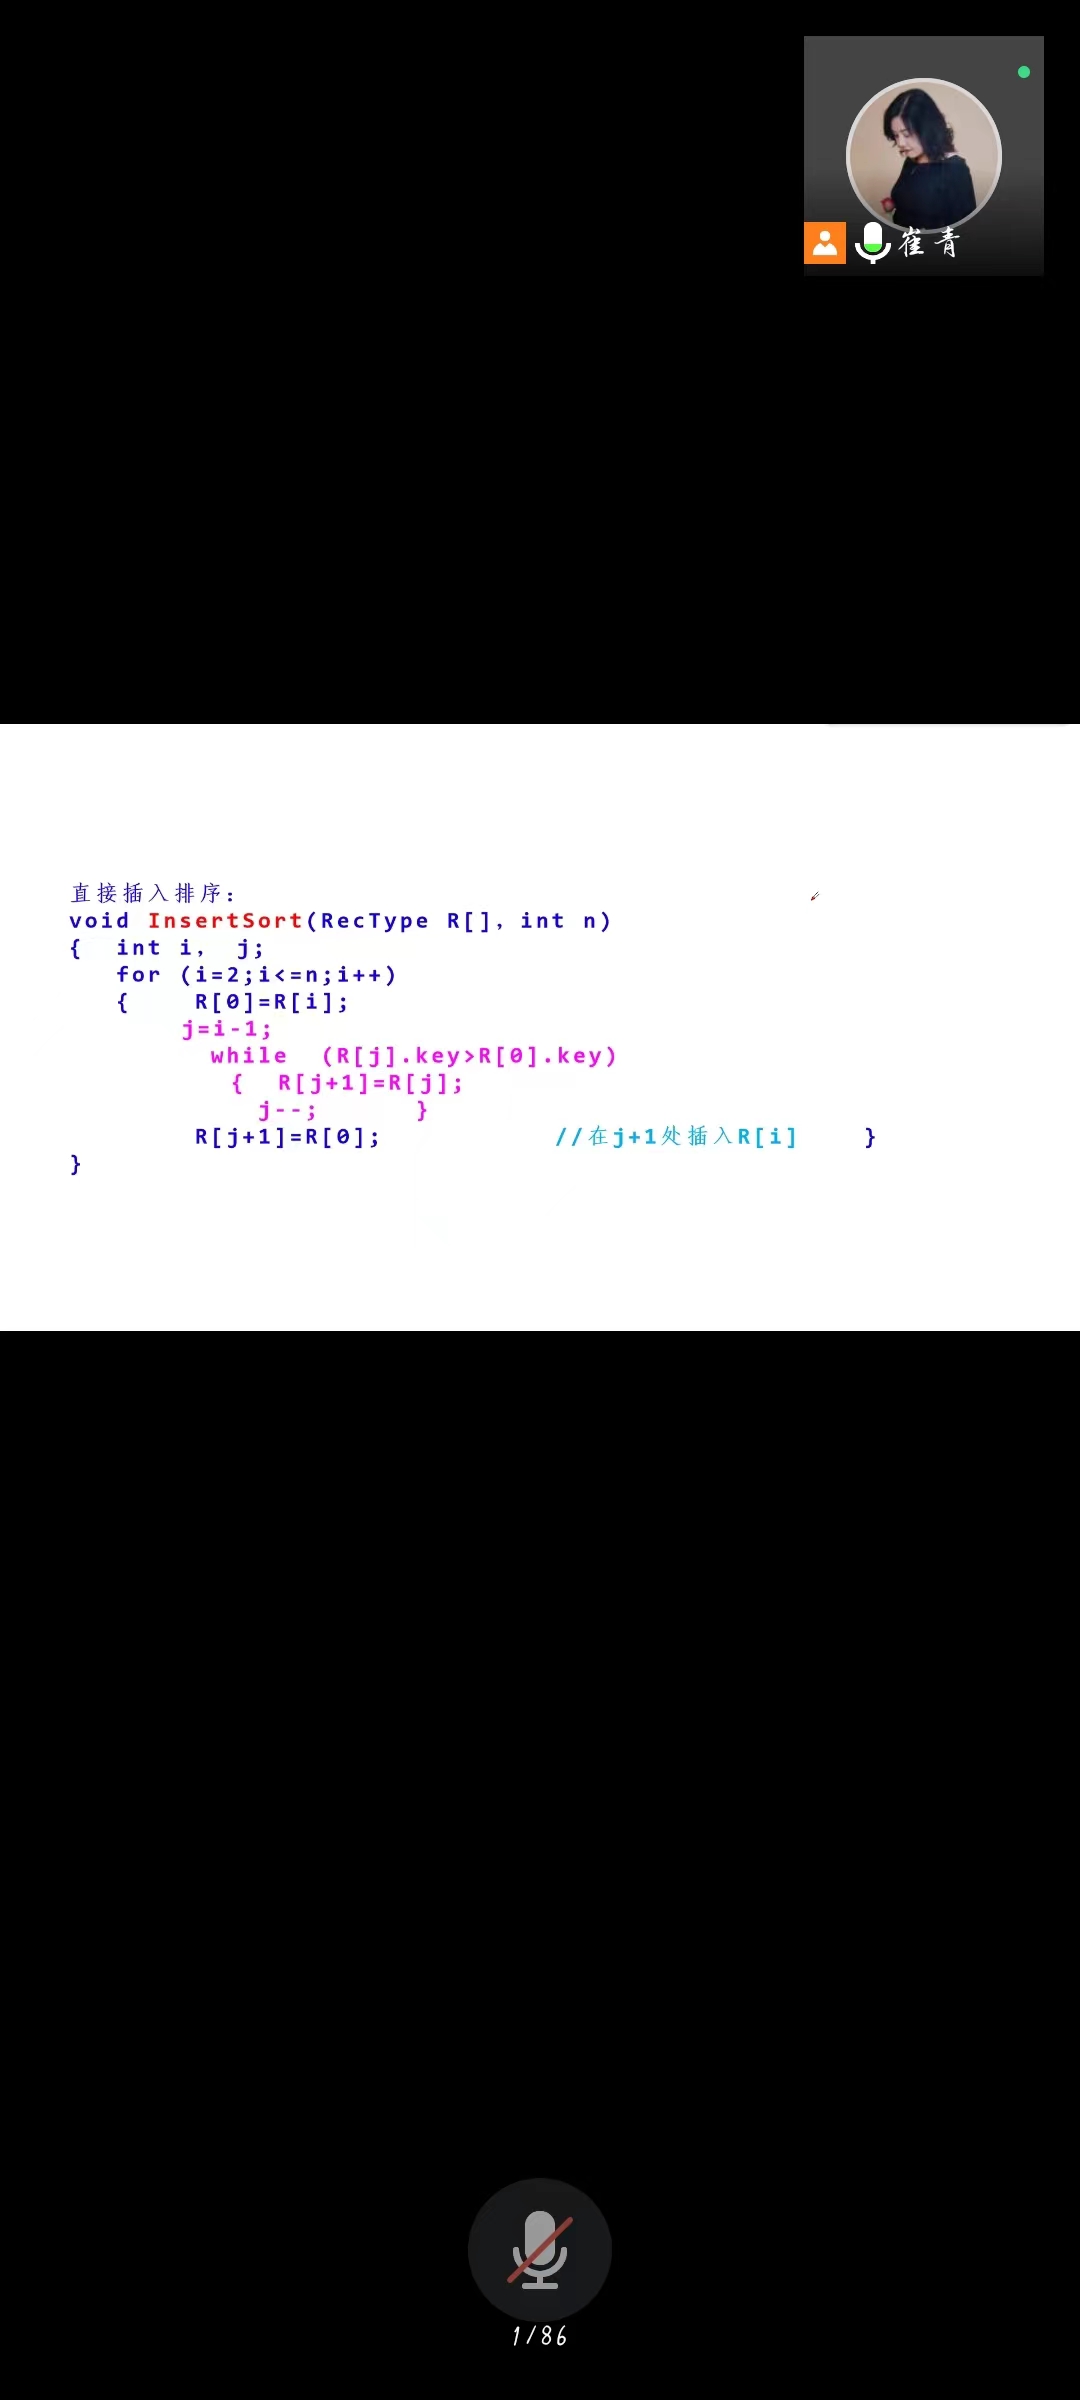 崔青
直接插入排序：
void InsertSort(RecType R[]，int n)
{  int i， j;
for (i=2;i<=n;i++)
{    R[0]=R[i];
j=i-1;
while  (R[j].key>R[0].key)
{  R[j+1]=R[j];
j--;      }
R[j+1]=R[0];           //在j+1处插入R[i]    }
}
1/86